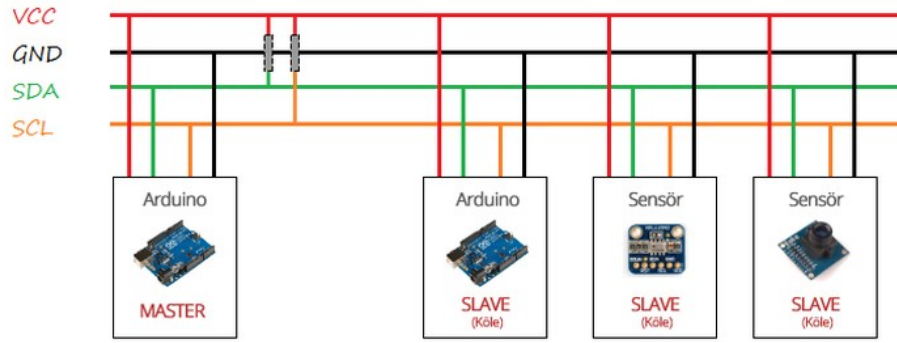 VCC
GND
SDA
SCL
Arduino
MASTER
Arduino
SLAVE
(Köle)
Sensör
SLAVE
(Köle)
Sensör
SLAVE
(Köle)